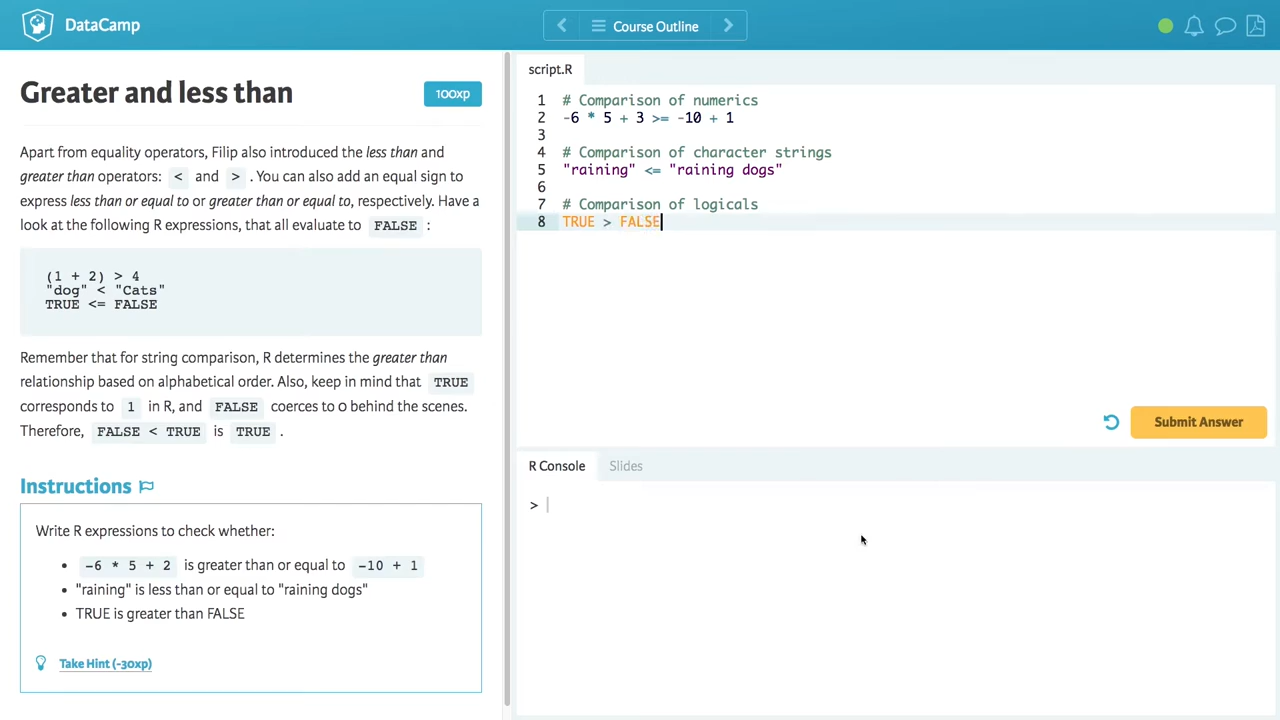 DataCamp
Course Outline
Greater and less than
100xp
Apart from equality operators, Filip also introduced the less than and
greater than operators: < and > . You can also add an equal sign to
express less than or equal to or greater than or equal to, respectively. Have a
look at the following R expressions, that all evaluate to FALSE :
(1 + 2) > 4
"dog" < "Cats"
TRUE <= FALSE
Remember that for string comparison, R determines the greater than
relationship based on alphabetical order. Also, keep in mind that TRUE
corresponds to 1 in R, and FALSE coerces to 0 behind the scenes.
Therefore, FALSE < TRUE is TRUE .
Instructions
Write R expressions to check whether:
• -6 * 5 + 2 is greater than or equal to -10 + 1
• "raining" is less than or equal to "raining dogs"
• TRUE is greater than FALSE
Take Hint (-30xp)
script.R
1 # Comparison of numerics
2 -6 * 5 + 3 >= -10 + 1
3
4 # Comparison of character strings
5 "raining" <= "raining dogs"
6
7 # Comparison of logicals
8 TRUE > FALSE
Submit Answer
R Console Slides
>